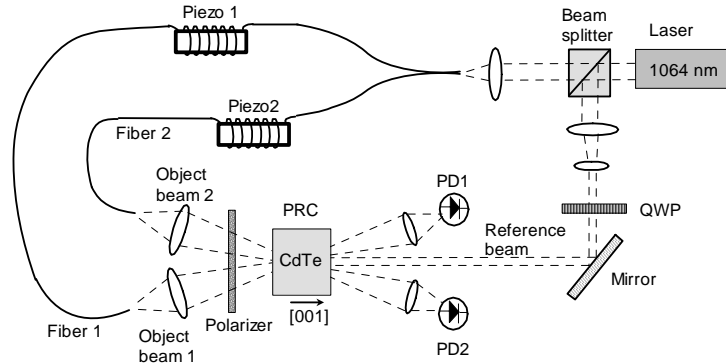 Piezo 1
Beam
splitter
Laser
1064 nm
Piezo2
Fiber 2
Object
beam 2
PRC
PD1
QWP
Reference
beam
CdTe
Mirror
[001]
Polarizer
Fiber 1
Object
beam 1
PD2